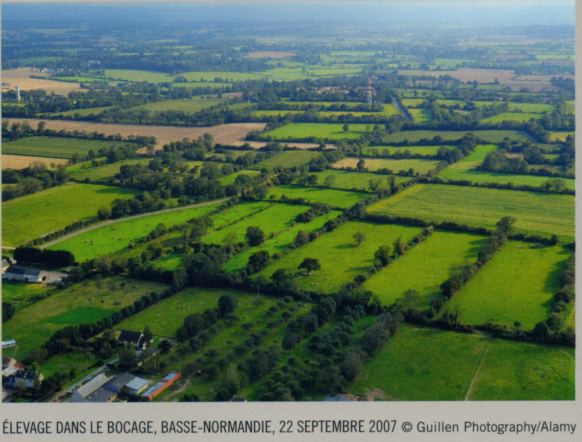 ÉLEVAGE DANS LE BOCAGE, BASSE-NORMANDIE, 22 SEPTEMBRE 2007 © Guillen Photography/Alamy